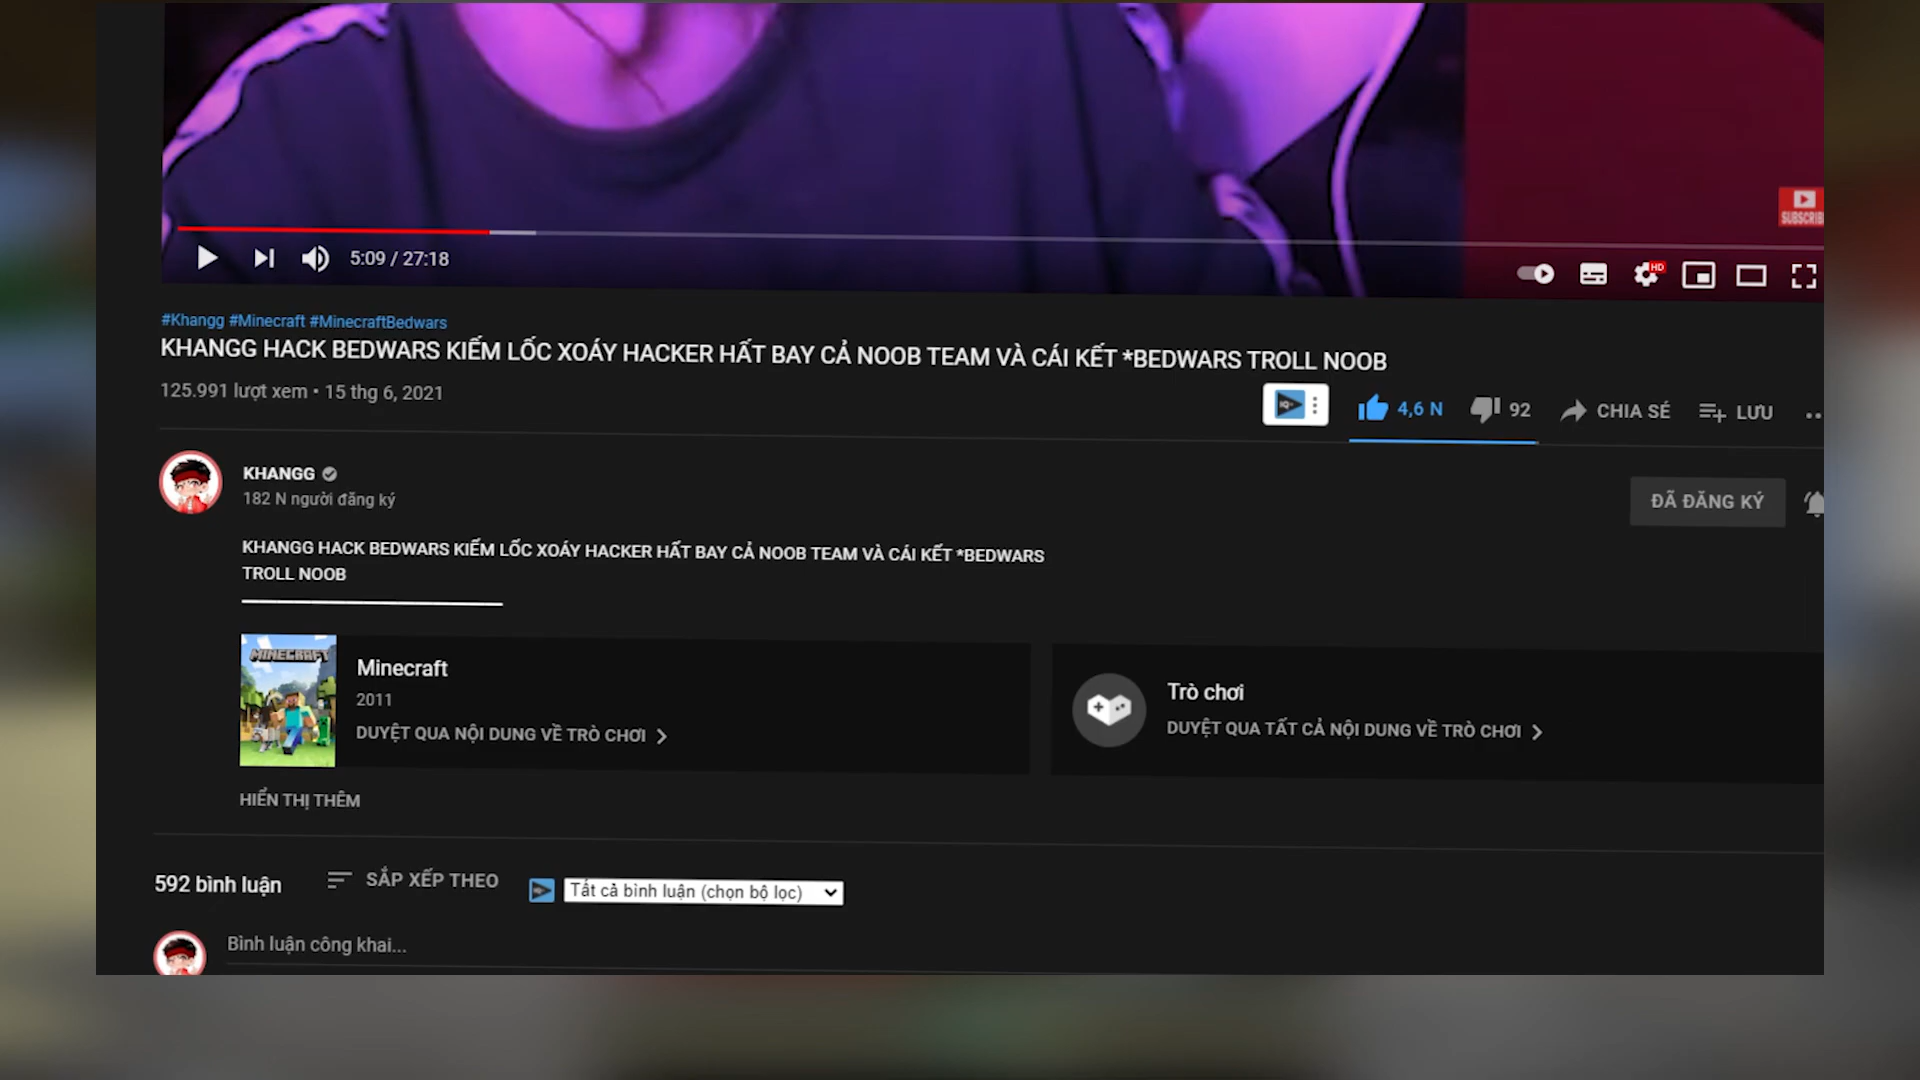 SUBSCRIB
5:09 / 27:18
HD
#Khangg #Minecraft #MinecraftBedwars
KHANGG HACK BEDWARS KIẾM LỐC XOÁY HACKER HẤT BAY CẢ NOOB TEAM VÀ CÁI KẾT *BEDWARS TROLL NOOB
125.991 lượt xem • 15 thg 6, 2021
4,6 N
92
CHIA SẺ
LƯU
KHANGG
182 N người đăng ký
ĐÃ ĐĂNG KÝ
KHANGG HACK BEDWARS KIẾM LỐC XOÁY HACKER HẤT BAY CẢ NOOB TEAM VÀ CÁI KẾT *BEDWARS
TROLL NOOB
MINECRAFT
Minecraft
2011
DUYỆT QUA NỘI DUNG VỀ TRÒ CHƠI
Trò chơi
DUYỆT QUA TẤT CẢ NỘI DUNG VỀ TRÒ CHƠI
HIỂN THỊ THÊM
592 bình luận
SẮP XẾP THEO
Tất cả bình luận (chọn bộ lọc)
Bình luận công khai...